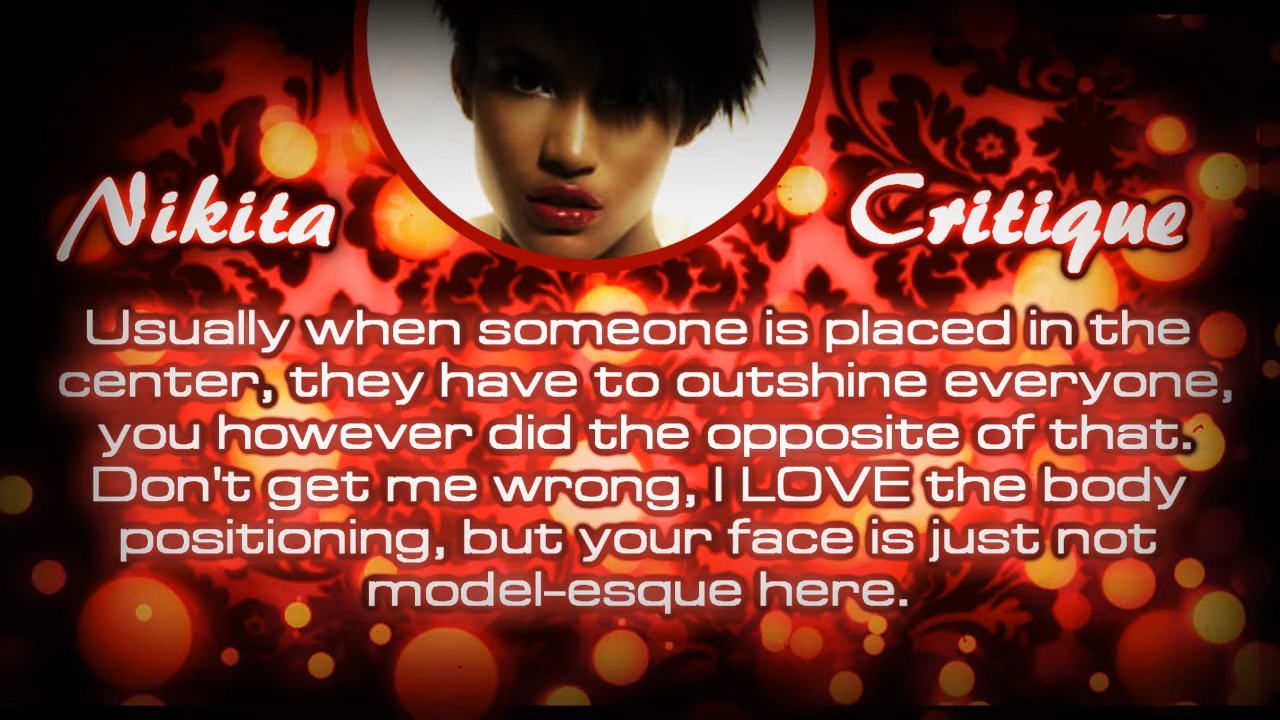 Nikita
Critique
Usually when someone is placed in the
center, they have to outshine everyone,
you however did the opposite of that.
Don't get me wrong, I LOVE the body
positioning, but your face is just not
model-esque here.